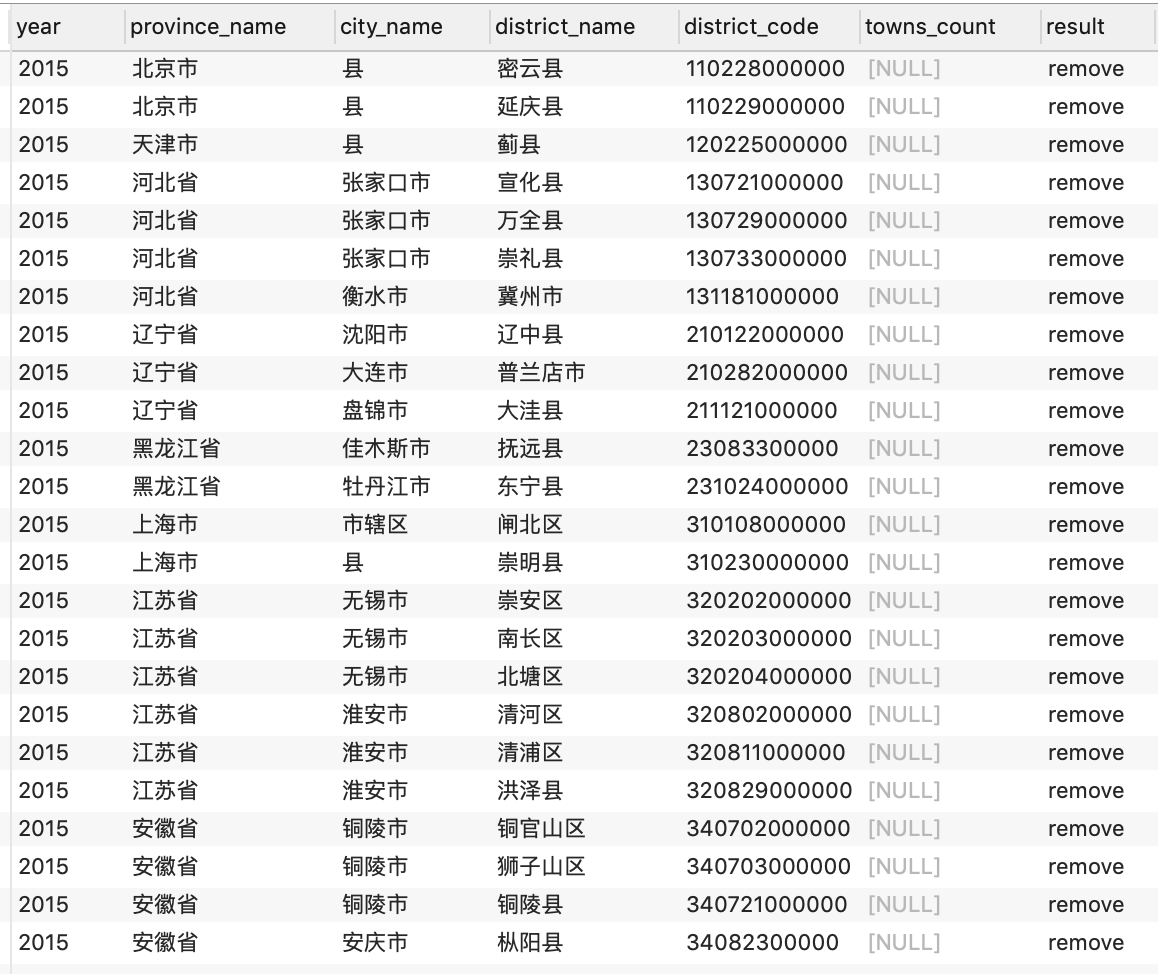 year province_name city_name district_name district_code towns_count result
2015 北京市 县 密云县 110228000000 [NULL] remove
2015 北京市 县 延庆县 110229000000 [NULL] remove
2015 天津市 县 蓟县 120225000000 [NULL] remove
2015 河北省 张家口市 宣化县 130721000000 [NULL] remove
2015 河北省 张家口市 万全县 130729000000 [NULL] remove
2015 河北省 张家口市 崇礼县 130733000000 [NULL] remove
2015 河北省 衡水市 冀州市 131181000000 [NULL] remove
2015 辽宁省 沈阳市 辽中县 210122000000 [NULL] remove
2015 辽宁省 大连市 普兰店市 210282000000 [NULL] remove
2015 辽宁省 盘锦市 大洼县 211121000000 [NULL] remove
2015 黑龙江省 佳木斯市 抚远县 23083300000 [NULL] remove
2015 黑龙江省 牡丹江市 东宁县 231024000000 [NULL] remove
2015 上海市 市辖区 闸北区 310108000000 [NULL] remove
2015 上海市 县 崇明县 310230000000 [NULL] remove
2015 江苏省 无锡市 崇安区 320202000000 [NULL] remove
2015 江苏省 无锡市 南长区 320203000000 [NULL] remove
2015 江苏省 无锡市 北塘区 320204000000 [NULL] remove
2015 江苏省 淮安市 清河区 320802000000 [NULL] remove
2015 江苏省 淮安市 清浦区 320811000000 [NULL] remove
2015 江苏省 淮安市 洪泽县 320829000000 [NULL] remove
2015 安徽省 铜陵市 铜官山区 340702000000 [NULL] remove
2015 安徽省 铜陵市 狮子山区 340703000000 [NULL] remove
2015 安徽省 铜陵市 铜陵县 340721000000 [NULL] remove
2015 安徽省 安庆市 枞阳县 34082300000 [NULL] remove